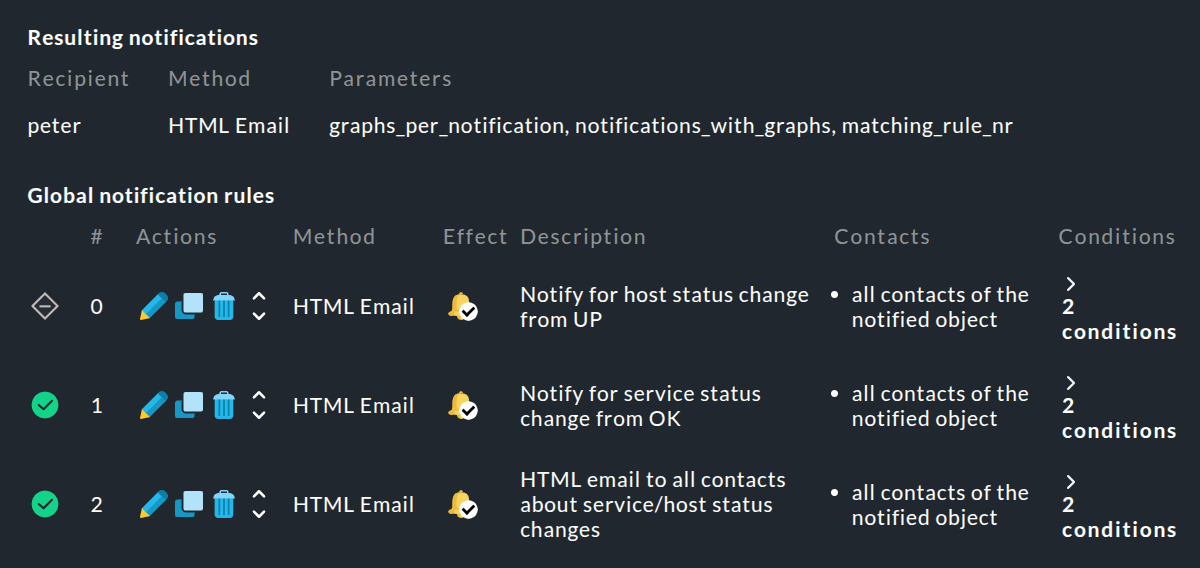 Resulting notifications
Recipient Method Parameters
peter HTML Email graphs_per_notification, notifications_with_graphs, matching_rule_nr
Global notification rules
# Actions Method Effect Description Contacts Conditions
0 HTML Email Notify for host status change from UP • all contacts of the notified object 2 conditions
1 HTML Email Notify for service status change from OK • all contacts of the notified object 2 conditions
2 HTML Email HTML email to all contacts about service/host status changes • all contacts of the notified object 2 conditions